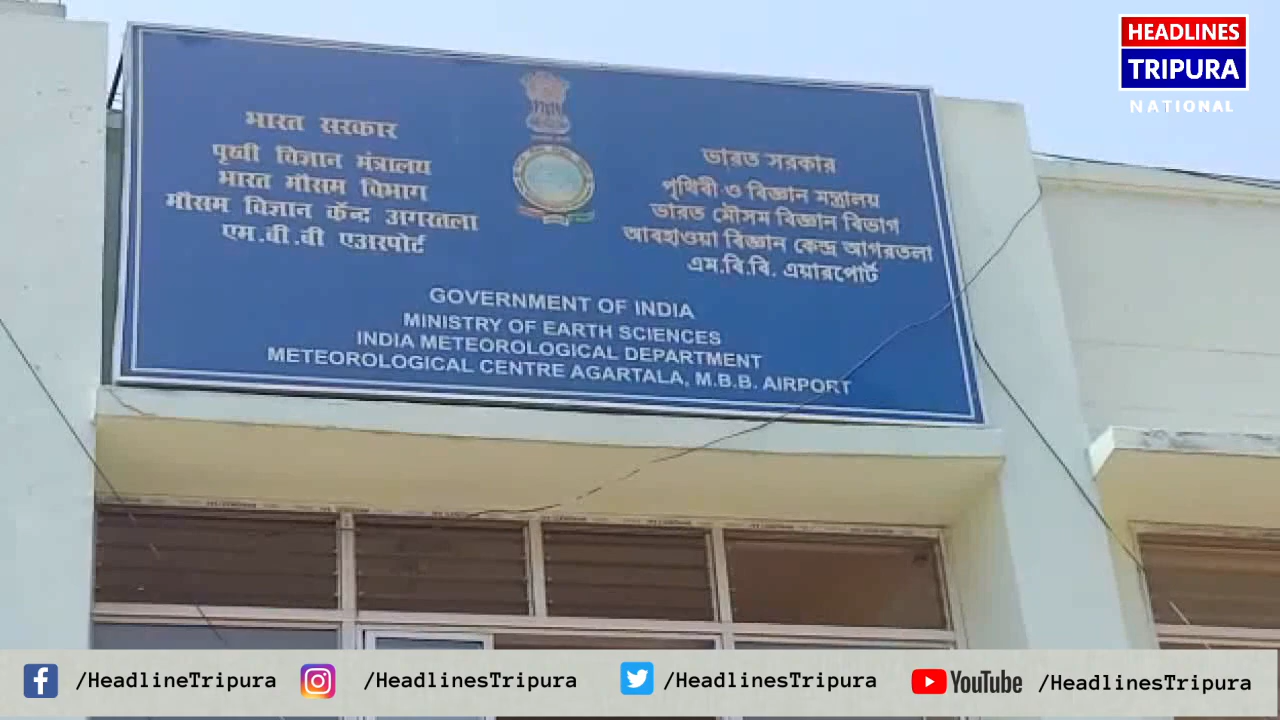 HEADLINES
TRIPURA
NATIONAL
भारत सरकार
पृथ्वी विज्ञान मंत्रालय
भारत मौसम विभाग
मौसम विज्ञान केंन्द अगरतला
एम.बी.बी एअरपोर्ट
ভারত সরকার
পৃথিবী ও বিজ্ঞান মন্ত্রালয়
ভারত মৌসম বিজ্ঞান বিভাগ
আবহাওয়া বিজ্ঞান কেন্দ্র আগরতলা
এম.বি.বি. এয়ারপোর্ট
GOVERNMENT OF INDIA
MINISTRY OF EARTH SCIENCES
INDIA METEOROLOGICAL DEPARTMENT
METEOROLOGICAL CENTRE AGARTALA, M.B.B. AIRPORT
/HeadlineTripura
/HeadlinesTripura
/HeadlinesTripura
YouTube /HeadlinesTripura